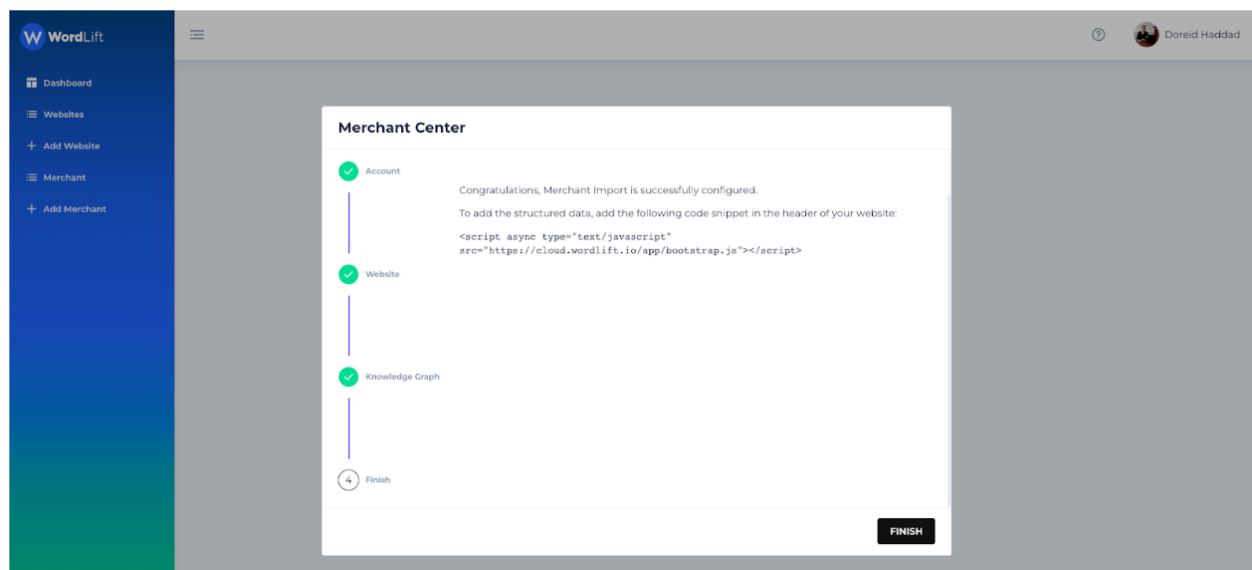 WordLift
Doreid Haddad
Dashboard
Websites
+ Add Website
Merchant
+ Add Merchant
Merchant Center
Account
Congratulations, Merchant Import is successfully configured.
To add the structured data, add the following code snippet in the header of your website:
<script async type="text/javascript"
src="https://cloud.wordlift.io/app/bootstrap.js"></script>
Website
Knowledge Graph
4 Finish
FINISH